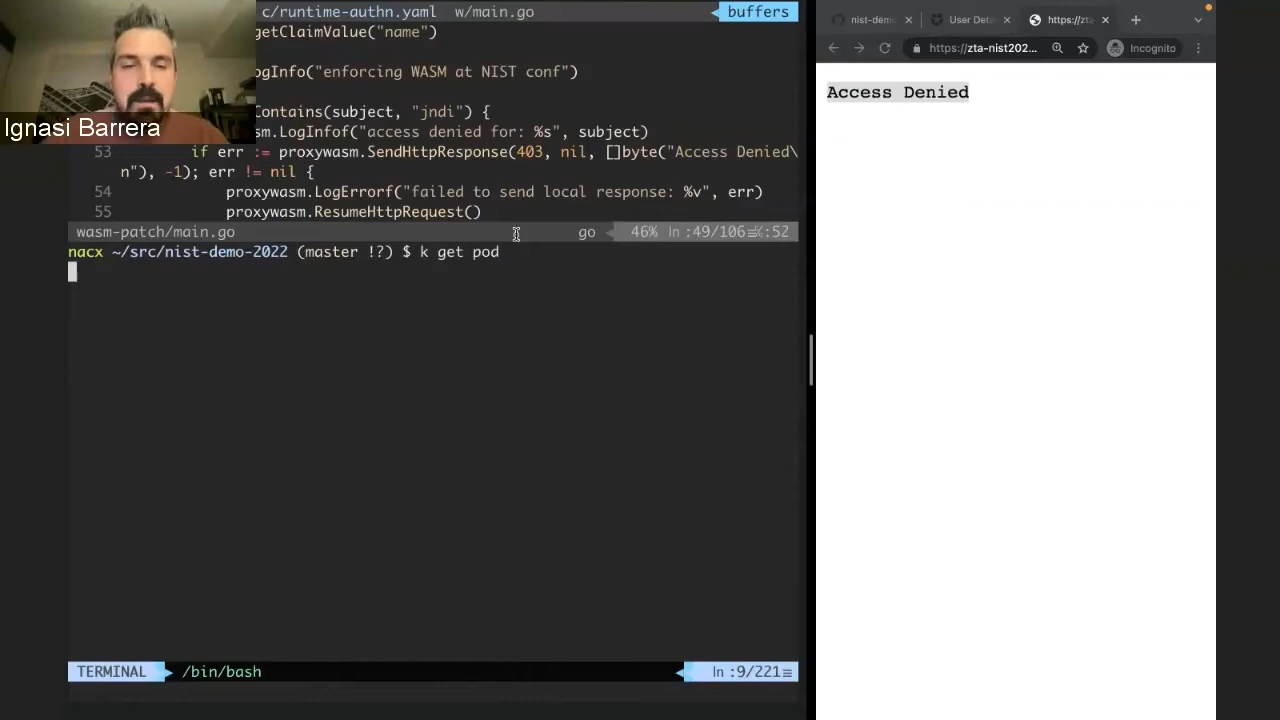 c/runtime-authn.yaml w/main.go buffers
getClaimValue("name")
ogInfo("enforcing WASM at NIST conf")
Contains(subject, "jndi") {
sm.LogInfof("access denied for: %s", subject)
53 if err := proxywasm.SendHttpResponse(403, nil, []byte("Access Denied\
n"), -1); err != nil {
54 proxywasm.LogErrorf("failed to send local response: %v", err)
55 proxywasm.ResumeHttpRequest()
wasm-patch/main.go go 46% ln :49/106≡℅:52
nacx ~/src/nist-demo-2022 (master !?) $ k get pod
TERMINAL /bin/bash ln :9/221≡
Ignasi Barrera
nist-demo User Deta https://zta
https://zta-nist202... Incognito
Access Denied